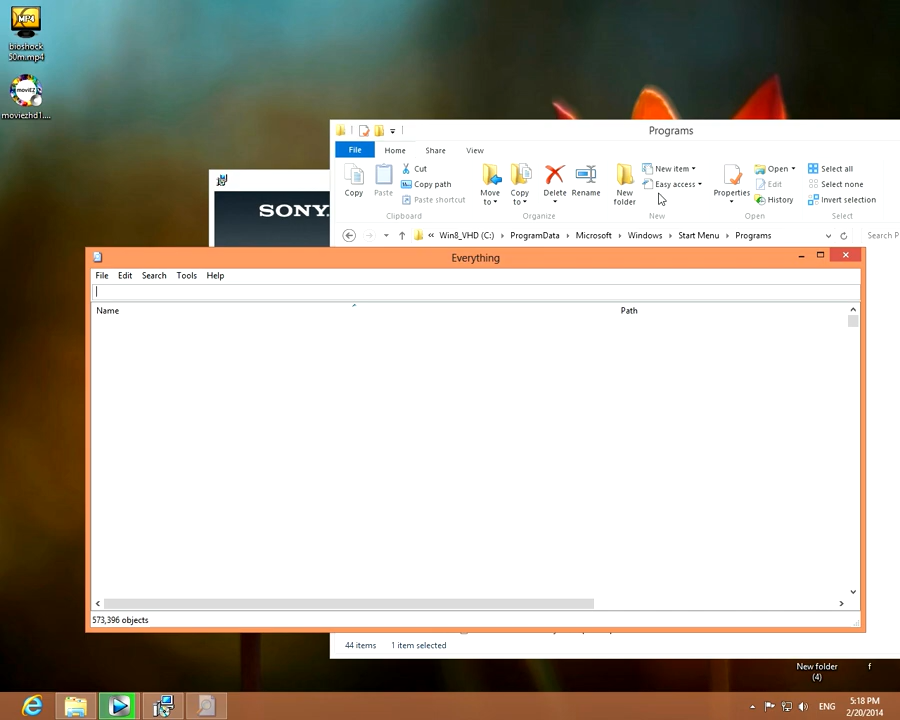 MP4
bioshock
50m.mp4
moviezhd1....
SONY
Programs
File
Home
Share
View
Copy
Paste
Cut
Copy path
Paste shortcut
Clipboard
Move
to
Copy
to
Delete
Rename
Organize
New
folder
New item
Easy access
New
Properties
Open
Edit
History
Open
Select all
Select none
Invert selection
Select
« Win8_VHD (C:) ProgramData Microsoft Windows Start Menu Programs
Search P
Everything
File Edit Search Tools Help
Name
Path
573,396 objects
44 items 1 item selected
New folder
(4)
f
ENG
5:18 PM
2/20/2014